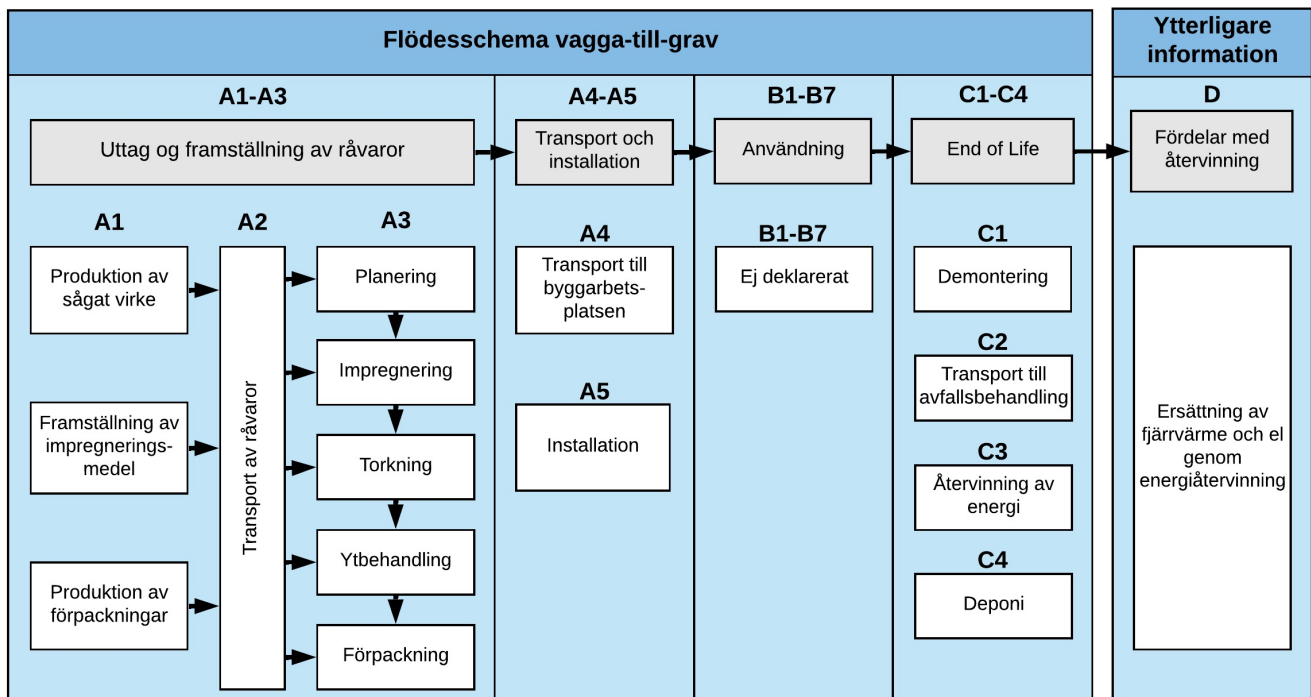 Flödesschema vagga-till-grav
Ytterligare
information
A1-A3
A4-A5
B1-B7
C1-C4
D
Uttag og framställning av råvaror
Transport och
installation
Användning
End of Life
Fördelar med
återvinning
A1
A2
A3
A4
B1-B7
C1
Produktion av
sågat virke
Framställning av
impregnerings-
medel
Produktion av
förpackningar
Transport av råvaror
Planering
Impregnering
Torkning
Ytbehandling
Förpackning
Transport till
byggarbets-
platsen
A5
Installation
Ej deklarerat
Demontering
C2
Transport till
avfallsbehandling
C3
Återvinning av
energi
C4
Deponi
Ersättning av
fjärrvärme och el
genom
energiåtervinning